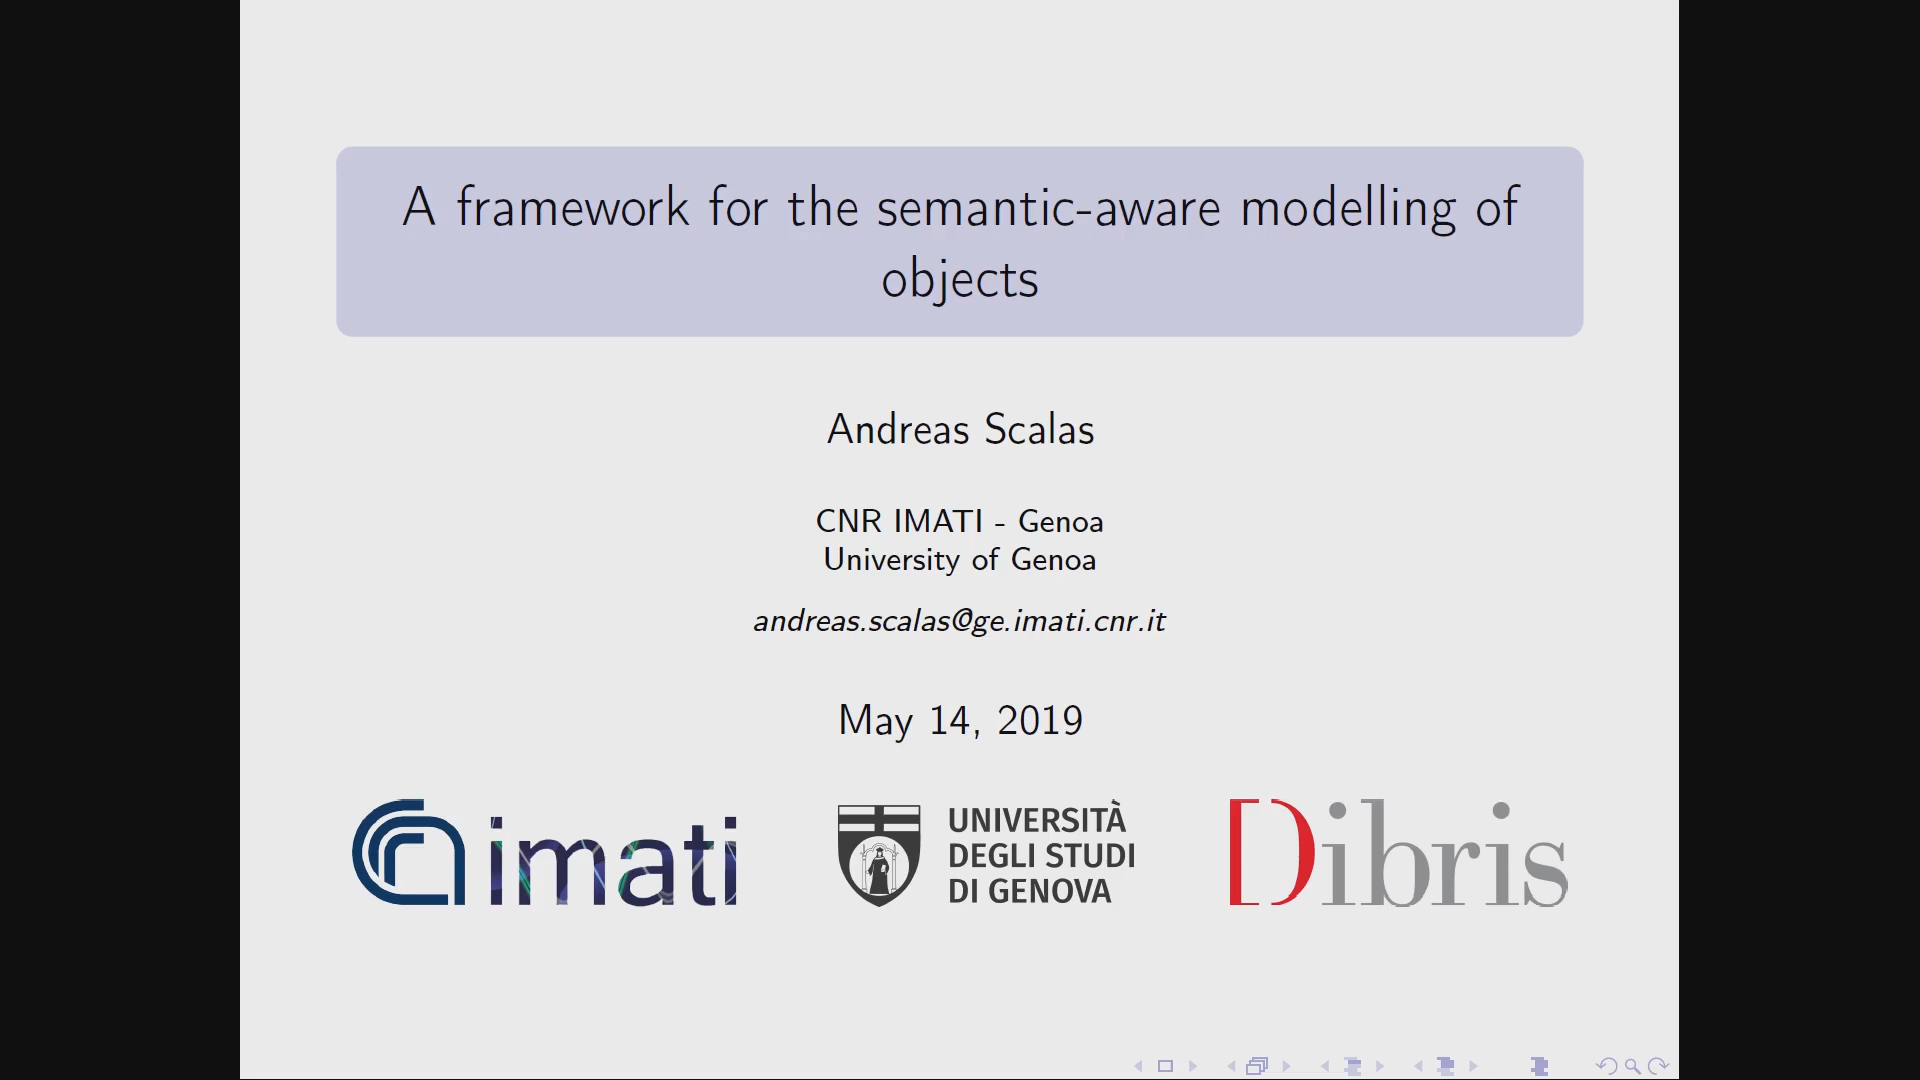 A framework for the semantic-aware modelling of
objects
Andreas Scalas
CNR IMATI - Genoa
University of Genoa
andreas.scalas@ge.imati.cnr.it
May 14, 2019
imati
UNIVERSITÀ
DEGLI STUDI
DI GENOVA
Dibris